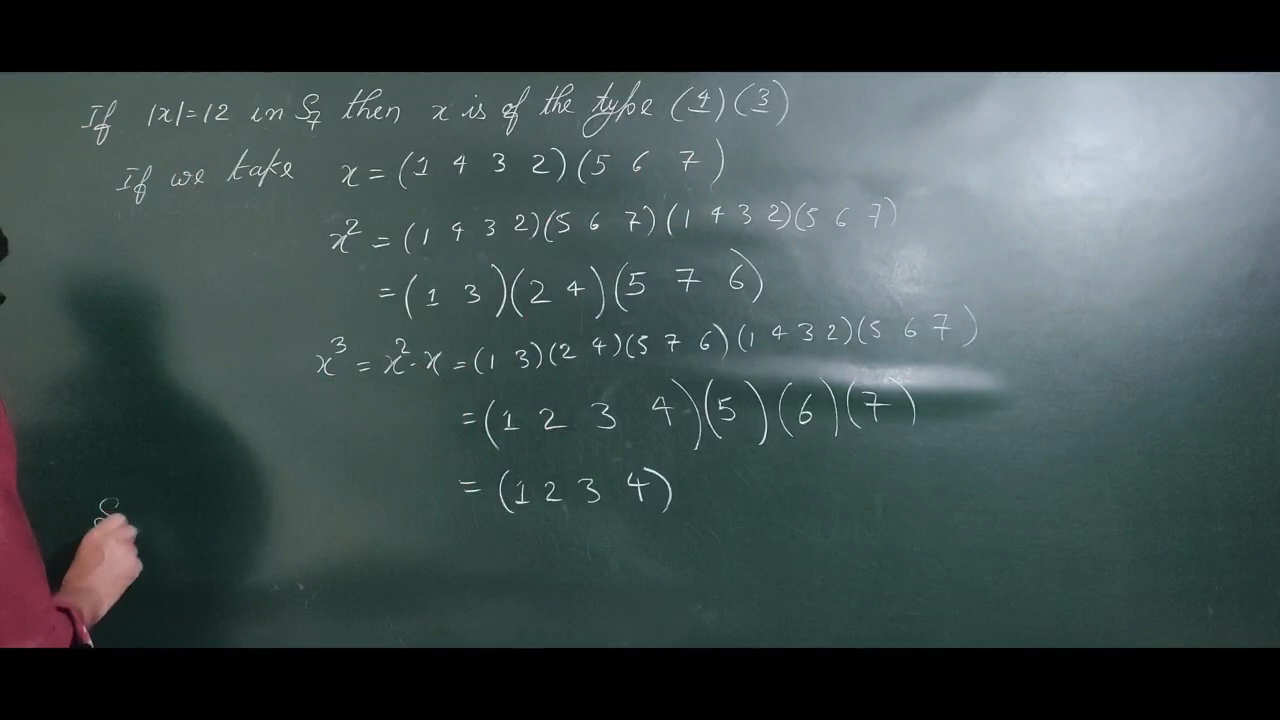 If |x|=12 in S₇ then x is of the type (4)(3)
If we take x = (1 4 3 2)(5 6 7)
x² = (1 4 3 2)(5 6 7)(1 4 3 2)(5 6 7)
= (1 3)(2 4)(5 7 6)
x³ = x²·x = (1 3)(2 4)(5 7 6)(1 4 3 2)(5 6 7)
= (1 2 3 4)(5)(6)(7)
= (1 2 3 4)
S